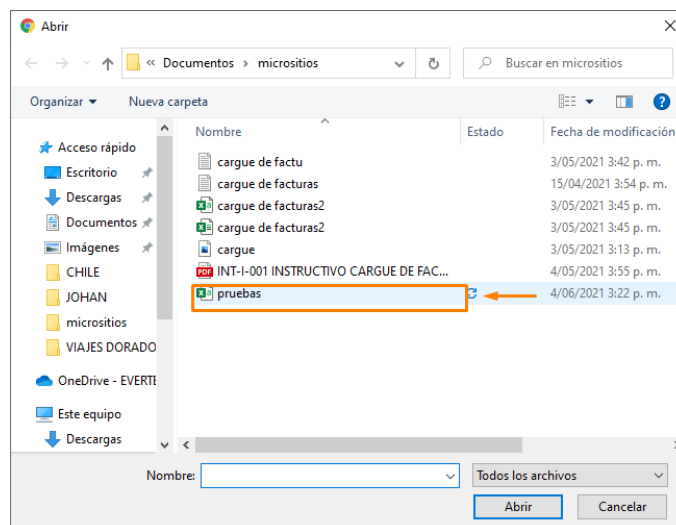 Abrir
« Documentos › micrositios
Buscar en micrositios
Organizar Nueva carpeta
Nombre Estado Fecha de modificación
Acceso rápido
Escritorio
Descargas
Documentos
Imágenes
CHILE
JOHAN
micrositios
VIAJES DORADO
OneDrive - EVERTE
Este equipo
Descargas
cargue de factu 3/05/2021 3:42 p. m.
cargue de facturas 15/04/2021 3:54 p. m.
cargue de facturas2 3/05/2021 3:45 p. m.
cargue de facturas2 3/05/2021 3:45 p. m.
cargue 3/05/2021 3:13 p. m.
PDF INT-I-001 INSTRUCTIVO CARGUE DE FAC... 4/05/2021 3:55 p. m.
pruebas 4/06/2021 3:22 p. m.
Nombre: Todos los archivos
Abrir Cancelar